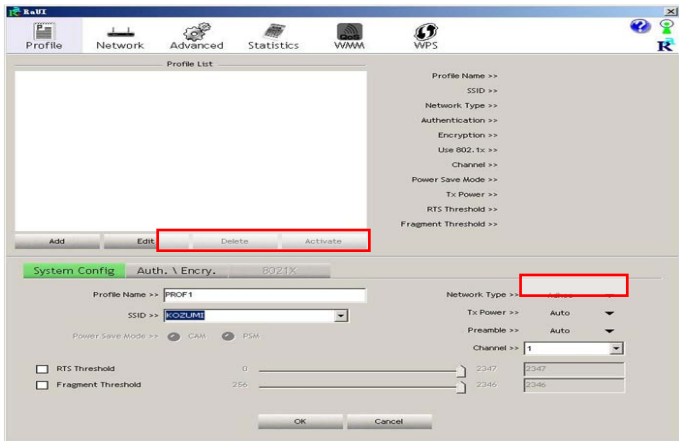 RaUI
Profile Network Advanced Statistics WMM WPS
Profile List
Profile Name >>
SSID >>
Network Type >>
Authentication >>
Encryption >>
Use 802.1x >>
Channel >>
Power Save Mode >>
Tx Power >>
RTS Threshold >>
Fragment Threshold >>
Add Edit Delete Activate
System Config Auth. \ Encry. 8021X
Profile Name >> PROF1 Network Type >>
SSID >> KOZUMI Tx Power >> Auto
Power Save Mode >> CAM PSM Preamble >> Auto
Channel >> 1
RTS Threshold 0 2347 2347
Fragment Threshold 256 2346 2346
OK Cancel